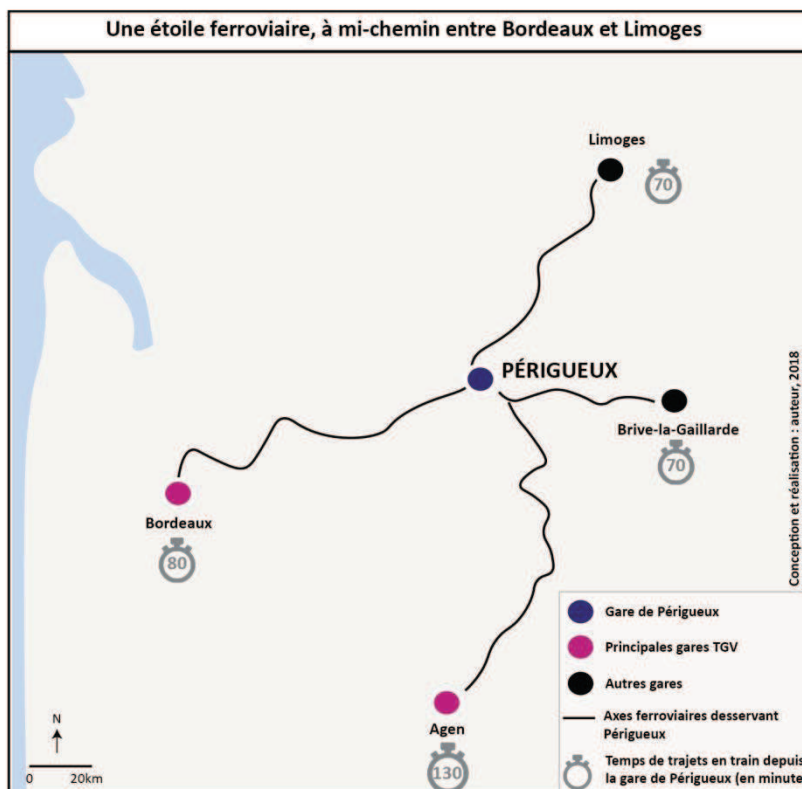 Une étoile ferroviaire, à mi-chemin entre Bordeaux et Limoges
Limoges
70
PÉRIGUEUX
Brive-la-Gaillarde
70
Bordeaux
80
Agen
130
N
0 20km
Conception et réalisation : auteur, 2018
Gare de Périgueux
Principales gares TGV
Autres gares
Axes ferroviaires desservant
Périgueux
Temps de trajets en train depuis
la gare de Périgueux (en minute